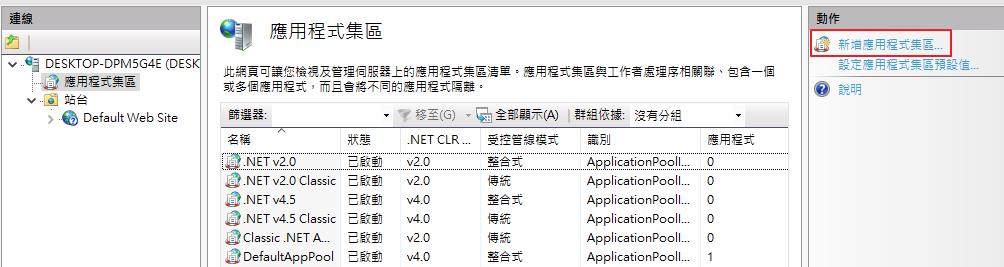 連線
DESKTOP-DPM5G4E (DESK
應用程式集區
站台
Default Web Site
應用程式集區
此網頁可讓您檢視及管理伺服器上的應用程式集區清單。應用程式集區與工作者處理序相關聯、包含一個
或多個應用程式，而且會將不同的應用程式隔離。
篩選器: 移至(G) 全部顯示(A) 群組依據: 沒有分組
名稱 狀態 .NET CLR ... 受控管線模式 識別 應用程式
.NET v2.0 已啟動 v2.0 整合式 ApplicationPoolI... 0
.NET v2.0 Classic 已啟動 v2.0 傳統 ApplicationPoolI... 0
.NET v4.5 已啟動 v4.0 整合式 ApplicationPoolI... 0
.NET v4.5 Classic 已啟動 v4.0 傳統 ApplicationPoolI... 0
Classic .NET A... 已啟動 v2.0 傳統 ApplicationPoolI... 0
DefaultAppPool 已啟動 v4.0 整合式 ApplicationPoolI... 1
動作
新增應用程式集區...
設定應用程式集區預設值...
說明